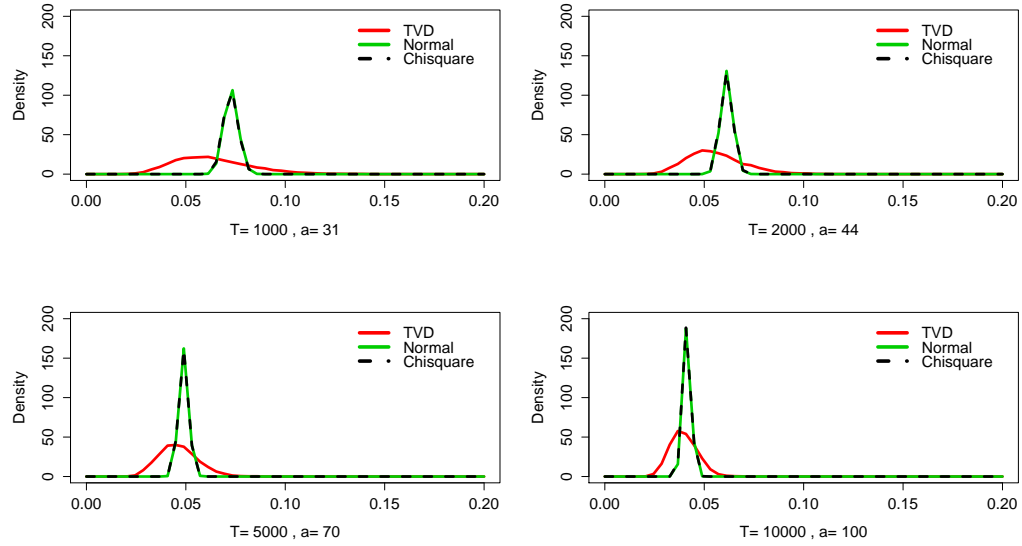 200
150
100
50
0
Density
TVD
Normal
Chisquare
0.00 0.05 0.10 0.15 0.20
T= 1000 , a= 31
200
150
100
50
0
Density
TVD
Normal
Chisquare
0.00 0.05 0.10 0.15 0.20
T= 2000 , a= 44
200
150
100
50
0
Density
TVD
Normal
Chisquare
0.00 0.05 0.10 0.15 0.20
T= 5000 , a= 70
200
150
100
50
0
Density
TVD
Normal
Chisquare
0.00 0.05 0.10 0.15 0.20
T= 10000 , a= 100